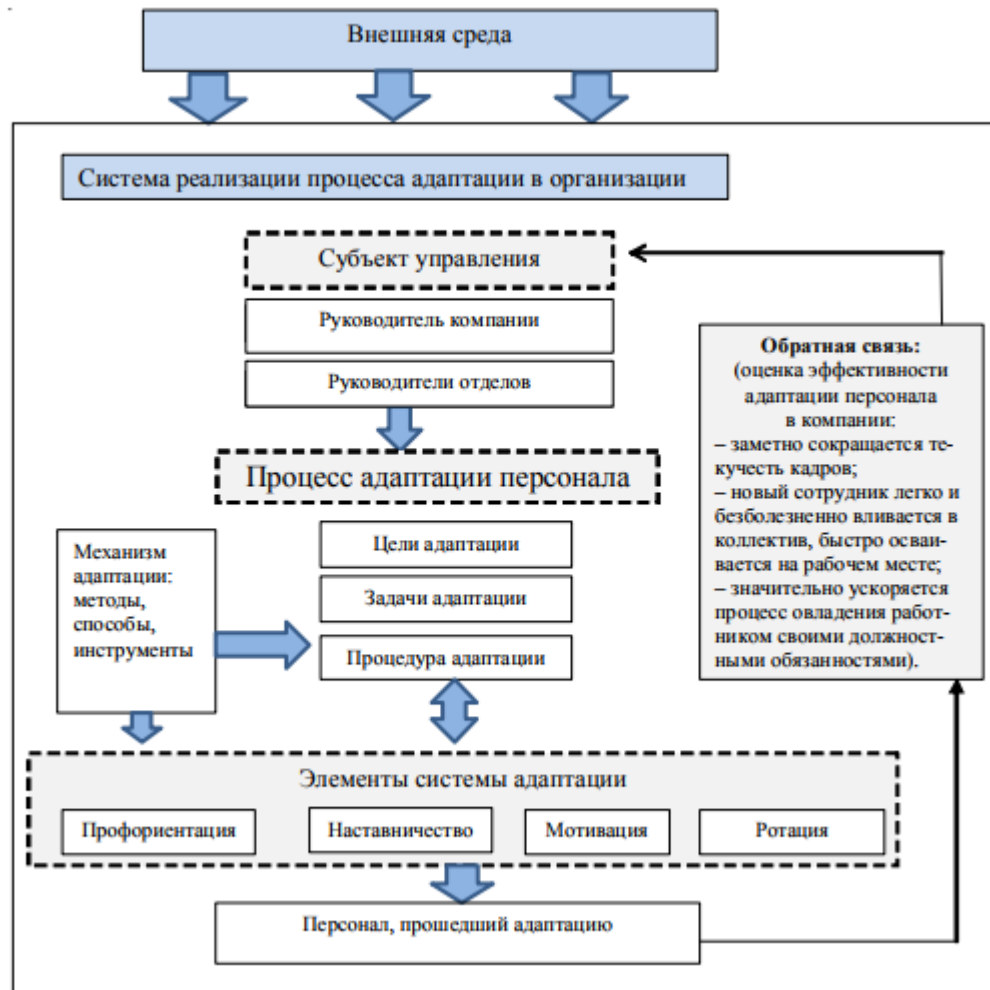 Внешняя среда
Система реализации процесса адаптации в организации
Субъект управления
Руководитель компании
Руководители отделов
Процесс адаптации персонала
Цели адаптации
Задачи адаптации
Процедура адаптации
Механизм
адаптации:
методы,
способы,
инструменты
Обратная связь:
(оценка эффективности
адаптации персонала
в компании:
– заметно сокращается те-
кучесть кадров;
– новый сотрудник легко и
безболезненно вливается в
коллектив, быстро осваи-
вается на рабочем месте;
– значительно ускоряется
процесс овладения работ-
ником своими должност-
ными обязанностями).
Элементы системы адаптации
Профориентация
Наставничество
Мотивация
Ротация
Персонал, прошедший адаптацию